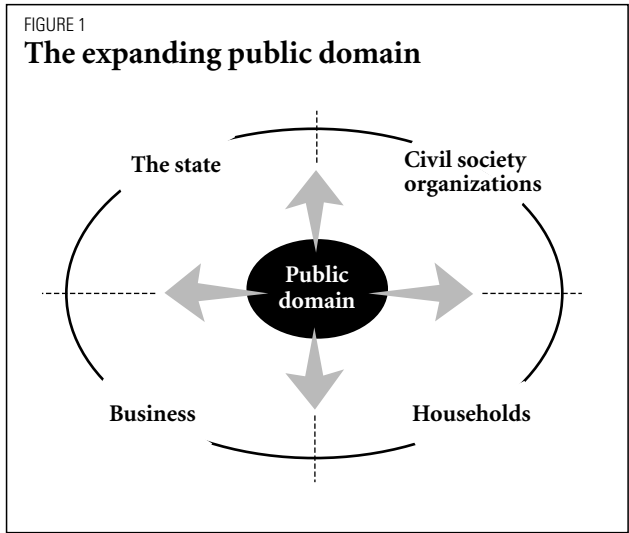 FIGURE 1
The expanding public domain
The state
Civil society
organizations
Public
domain
Business
Households